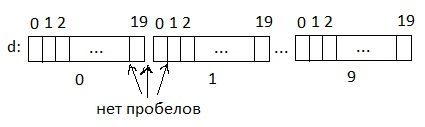 0 1 2 19 0 1 2 19 0 1 2 19
d: ... ... ... ...
0 1 9
нет пробелов